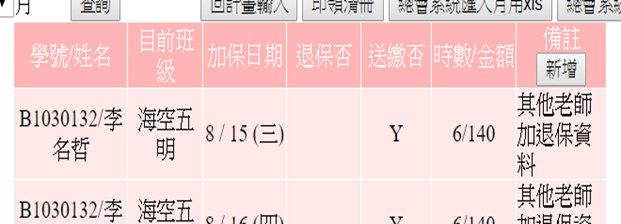 月 查詢 回計畫輸入 印領清冊 總會系統匯入月用xls 總會系統
學號/姓名 目前班級 加保日期 退保否 送繳否 時數/金額 備註 新增
B1030132/李名哲 海空五明 8 / 15 (三) Y 6/140 其他老師加退保資料
B1030132/李 海空五 8 / 16 (四) Y 6/140 其他老師加退保資